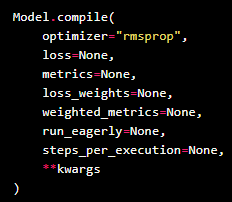 Model.compile(
    optimizer="rmsprop",
    loss=None,
    metrics=None,
    loss_weights=None,
    weighted_metrics=None,
    run_eagerly=None,
    steps_per_execution=None,
    **kwargs
)